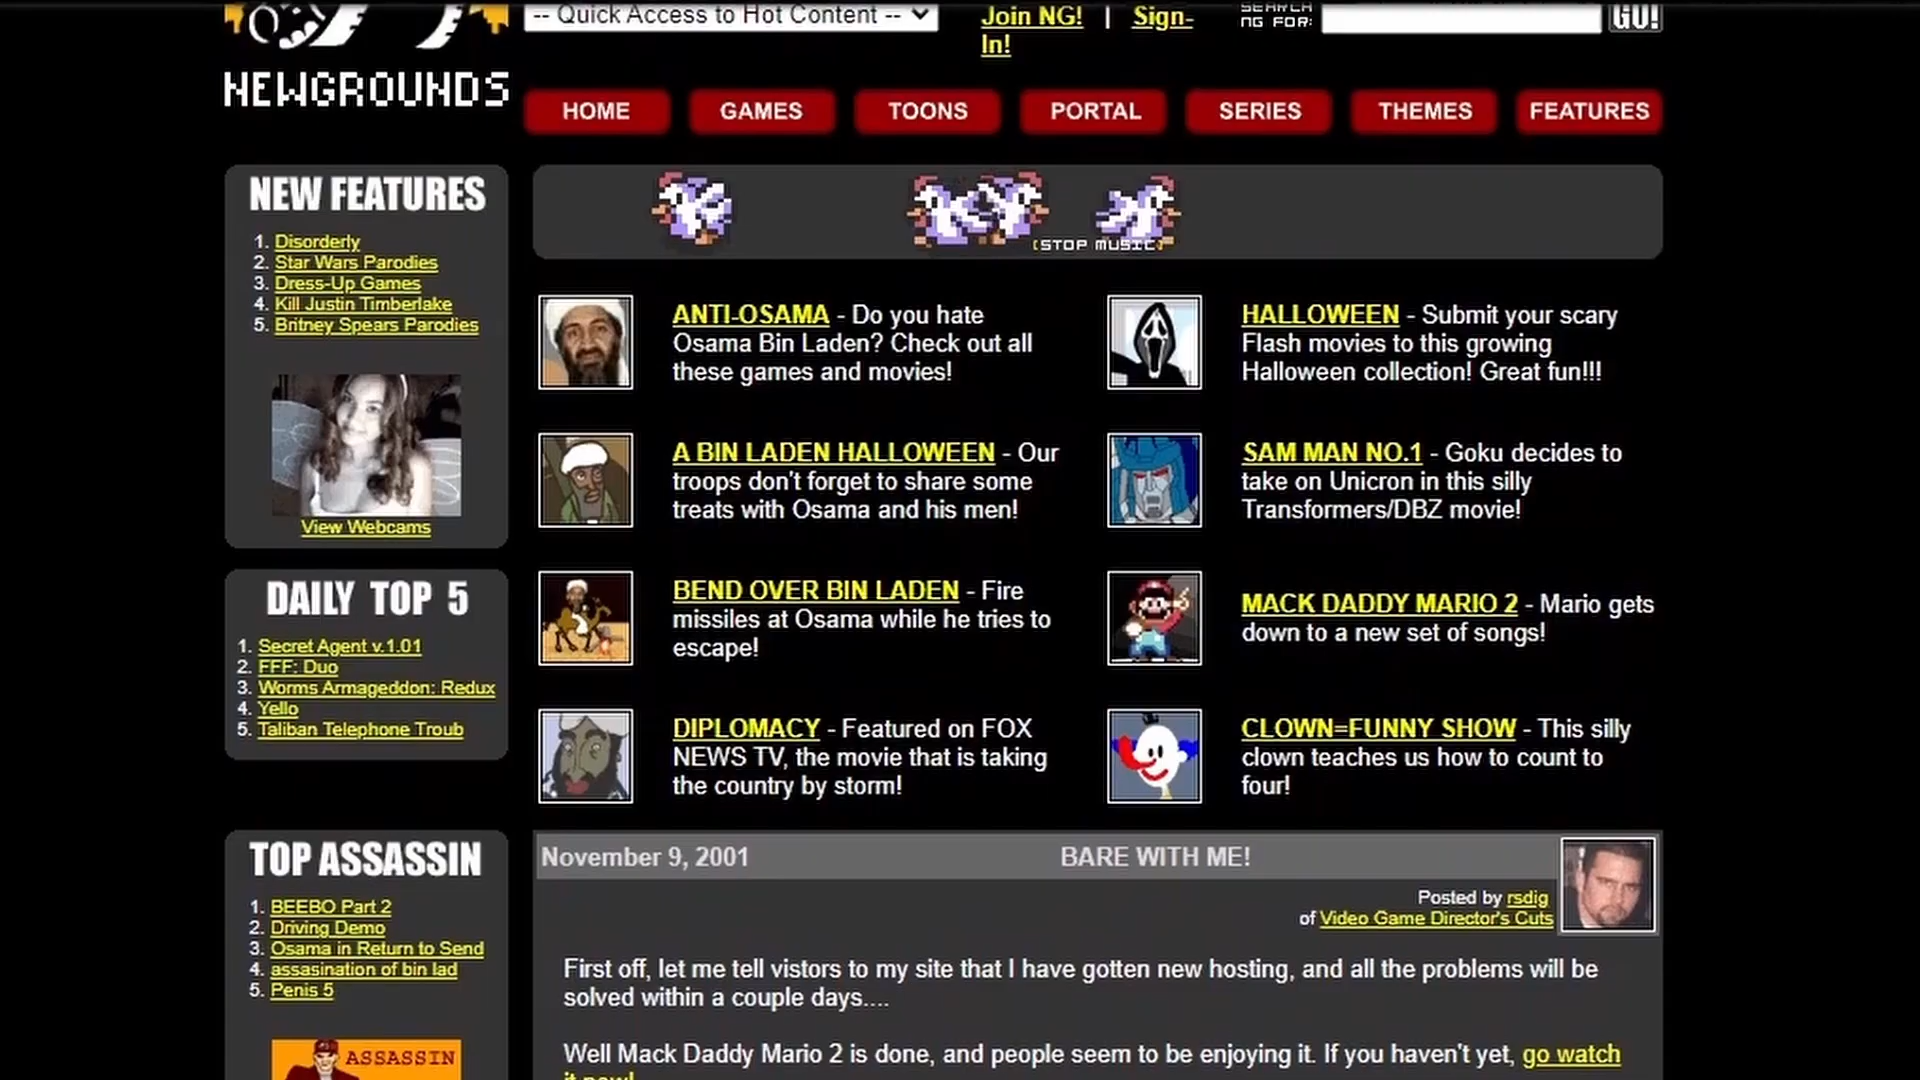 -- Quick Access to Hot Content --
Join NG! | Sign-
In!
SEARCH
NG FOR:
GO!
NEWGROUNDS
HOME
GAMES
TOONS
PORTAL
SERIES
THEMES
FEATURES
NEW FEATURES
1. Disorderly
2. Star Wars Parodies
3. Dress-Up Games
4. Kill Justin Timberlake
5. Britney Spears Parodies
View Webcams
DAILY TOP 5
1. Secret Agent v.1.01
2. FFF: Duo
3. Worms Armageddon: Redux
4. Yello
5. Taliban Telephone Troub
TOP ASSASSIN
1. BEEBO Part 2
2. Driving Demo
3. Osama in Return to Send
4. assasination of bin lad
5. Penis 5
ASSASSIN
(STOP MUSIC)
ANTI-OSAMA - Do you hate
Osama Bin Laden? Check out all
these games and movies!
HALLOWEEN - Submit your scary
Flash movies to this growing
Halloween collection! Great fun!!!
A BIN LADEN HALLOWEEN - Our
troops don't forget to share some
treats with Osama and his men!
SAM MAN NO.1 - Goku decides to
take on Unicron in this silly
Transformers/DBZ movie!
BEND OVER BIN LADEN - Fire
missiles at Osama while he tries to
escape!
MACK DADDY MARIO 2 - Mario gets
down to a new set of songs!
DIPLOMACY - Featured on FOX
NEWS TV, the movie that is taking
the country by storm!
CLOWN=FUNNY SHOW - This silly
clown teaches us how to count to
four!
November 9, 2001
BARE WITH ME!
Posted by rsdig
of Video Game Director's Cuts
First off, let me tell vistors to my site that I have gotten new hosting, and all the problems will be
solved within a couple days....
Well Mack Daddy Mario 2 is done, and people seem to be enjoying it. If you haven't yet, go watch
it now!